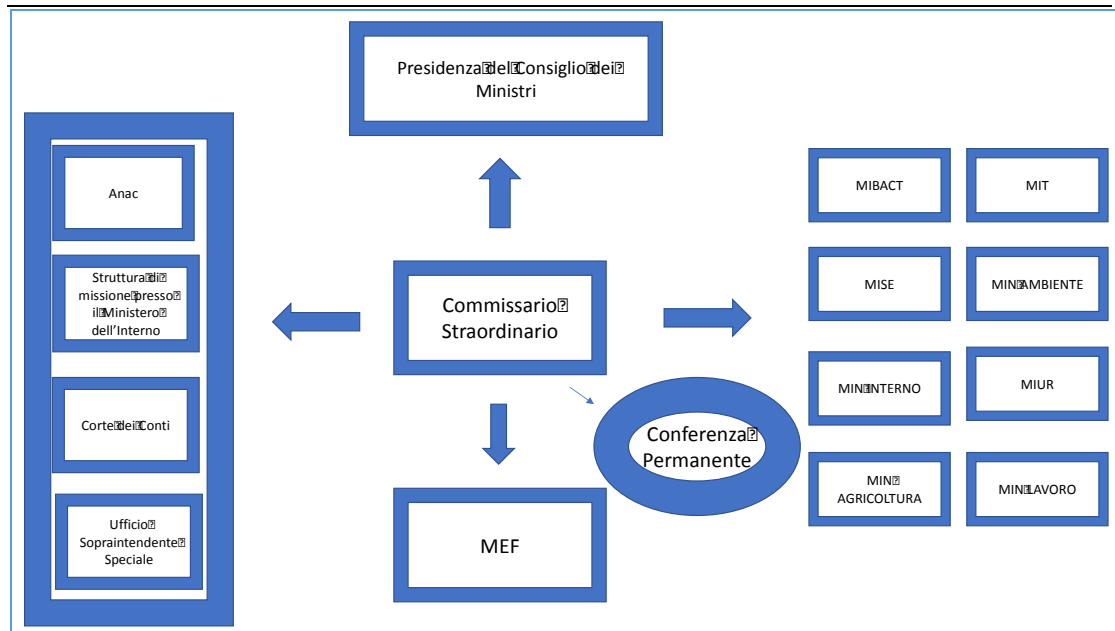 Presidenza del Consiglio dei
Ministri
Anac
Struttura di
missione presso
il Ministero
dell'Interno
Corte dei Conti
Ufficio
Sopraintendente
Speciale
Commissario
Straordinario
Conferenza
Permanente
MEF
MIBACT
MIT
MISE
MIN AMBIENTE
MIN INTERNO
MIUR
MIN
AGRICOLTURA
MIN LAVORO